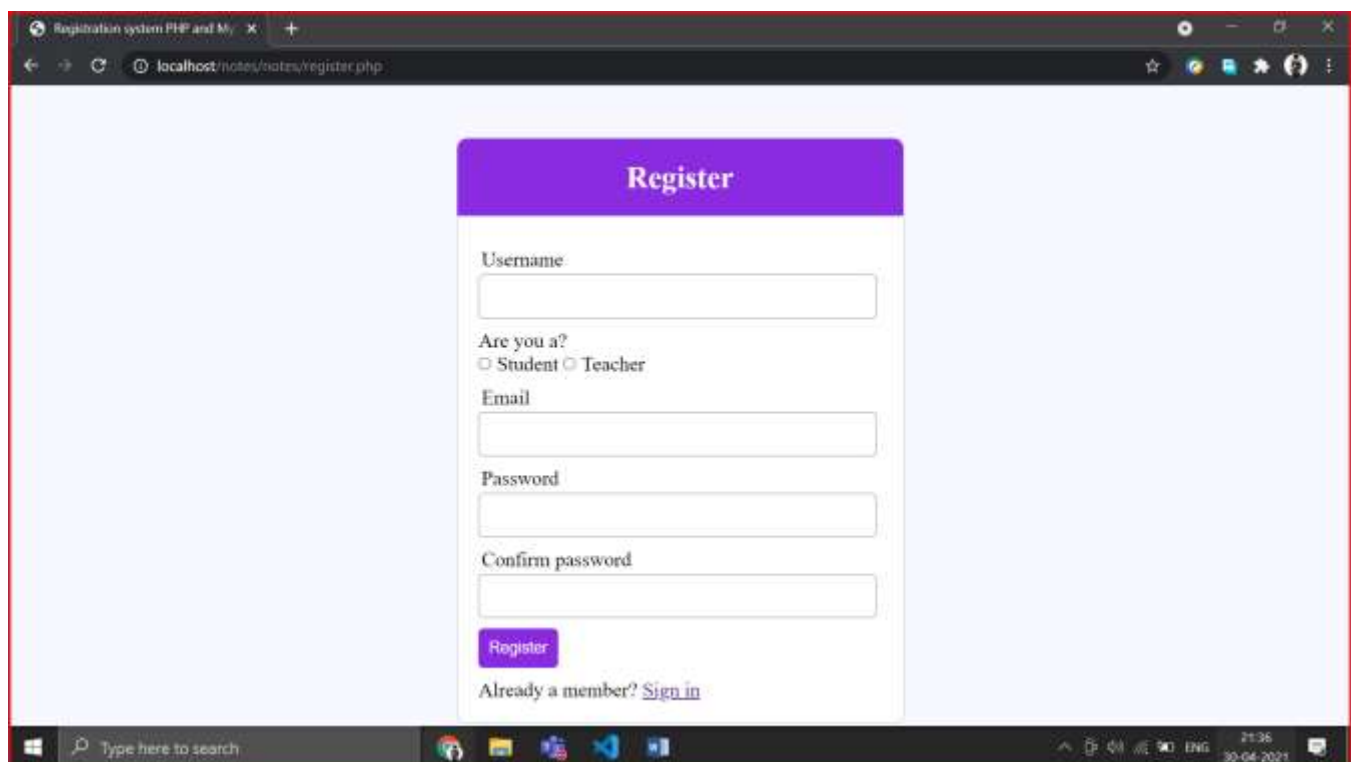 Registration system PHP and My
localhost/notes/notes/register.php
Register
Username
Are you a?
Student Teacher
Email
Password
Confirm password
Register
Already a member? Sign in
Type here to search
ENG
21:36
30-04-2021